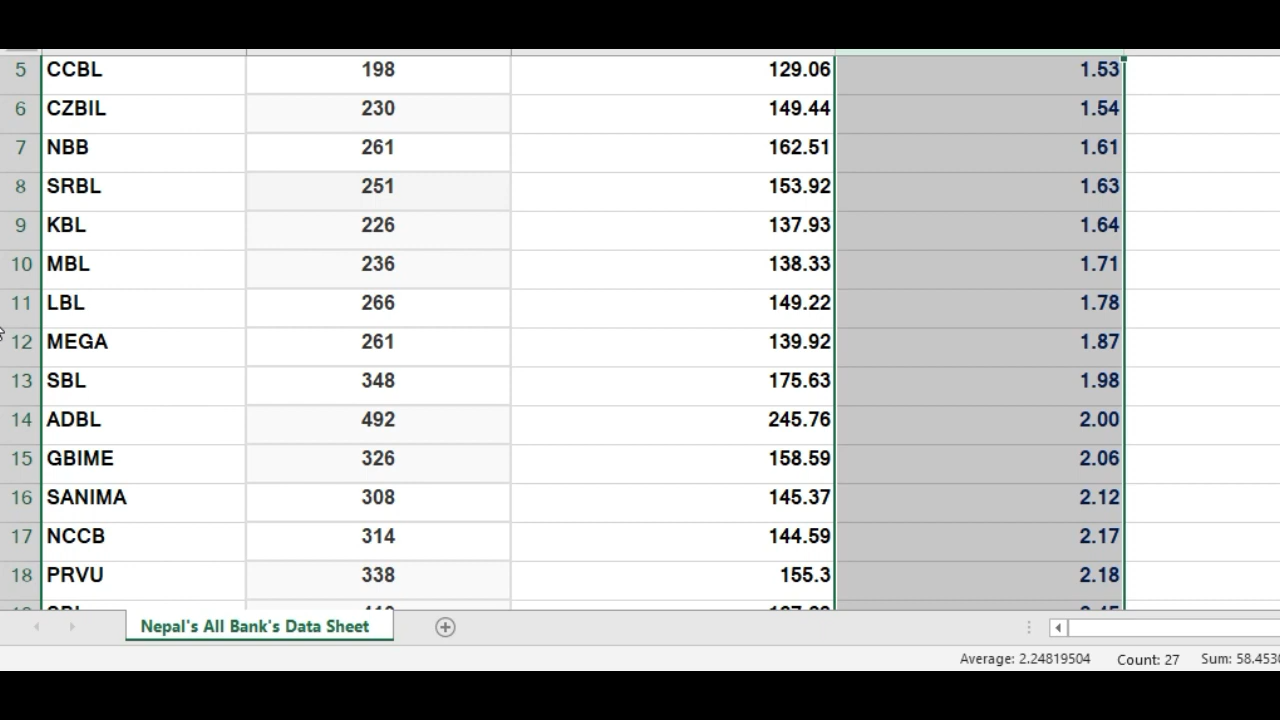 5 CCBL 198 129.06 1.53
6 CZBIL 230 149.44 1.54
7 NBB 261 162.51 1.61
8 SRBL 251 153.92 1.63
9 KBL 226 137.93 1.64
10 MBL 236 138.33 1.71
11 LBL 266 149.22 1.78
12 MEGA 261 139.92 1.87
13 SBL 348 175.63 1.98
14 ADBL 492 245.76 2.00
15 GBIME 326 158.59 2.06
16 SANIMA 308 145.37 2.12
17 NCCB 314 144.59 2.17
18 PRVU 338 155.3 2.18
Nepal's All Bank's Data Sheet
Average: 2.24819504 Count: 27 Sum: 58.453